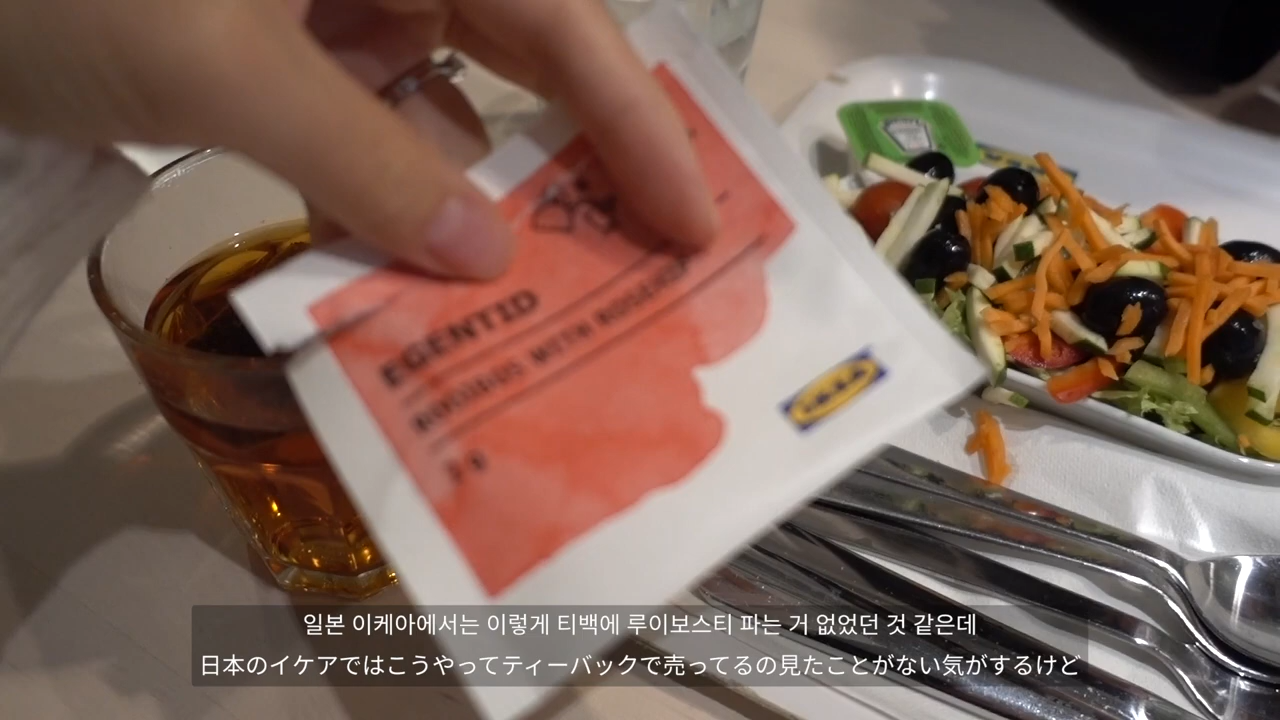 EGENTID
ROOIBOS WITH ROSEHIP
2 g
IKEA
일본 이케아에서는 이렇게 티백에 루이보스티 파는 거 없었던 것 같은데
日本のイケアではこうやってティーバックで売ってるの見たことがない気がするけど